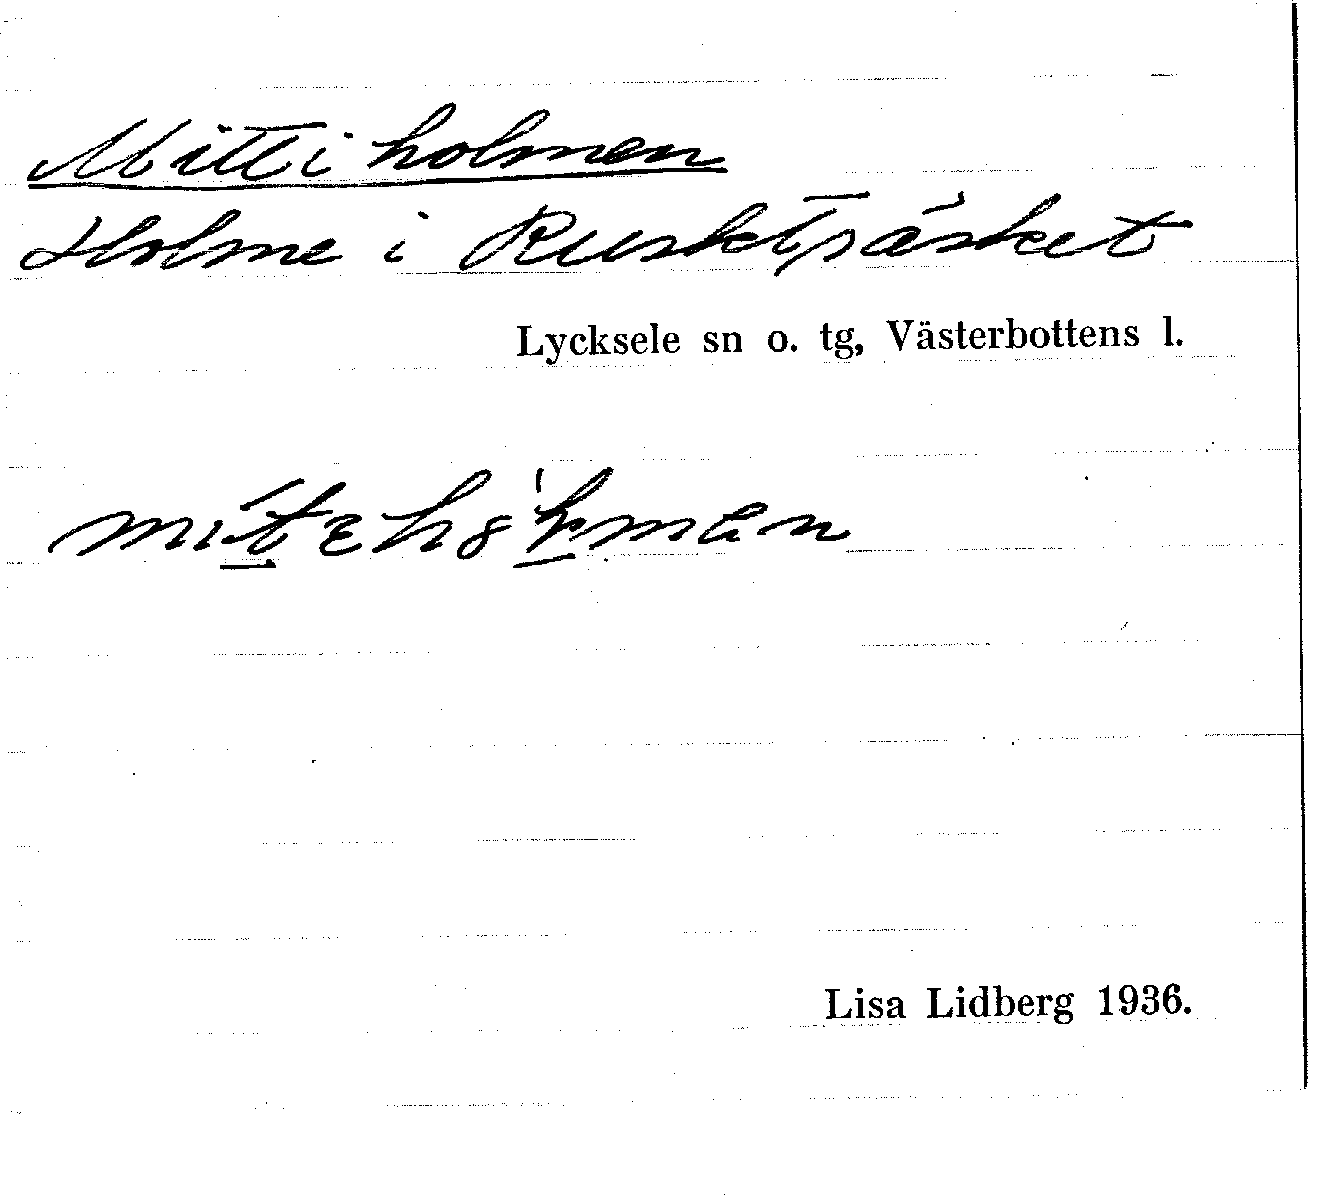 Mitti holmen
Holme i Ruskträsket
Lycksele sn o. tg, Västerbottens l.
Lisa Lidberg 1936.